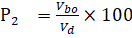 P₂ = V_bo / V_d × 100